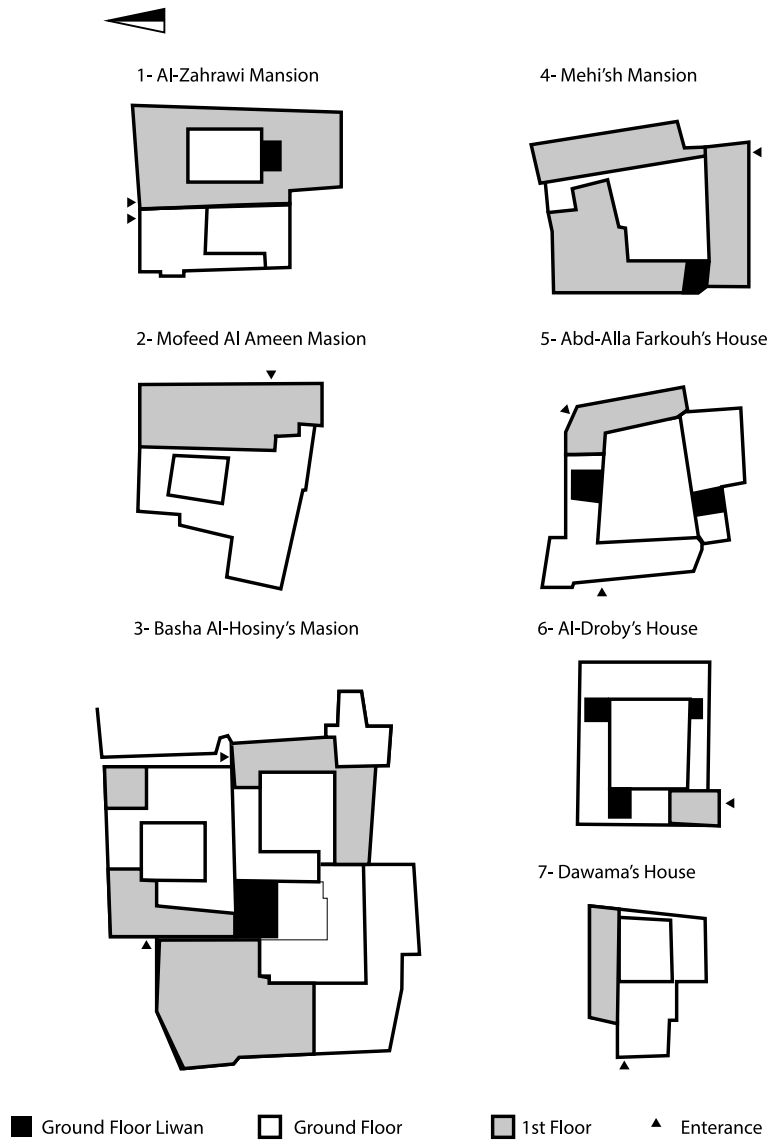 1- Al-Zahrawi Mansion
4- Mehi'sh Mansion
2- Mofeed Al Ameen Masion
5- Abd-Alla Farkouh's House
3- Basha Al-Hosiny's Masion
6- Al-Droby's House
7- Dawama's House
Ground Floor Liwan
Ground Floor
1st Floor
Enterance